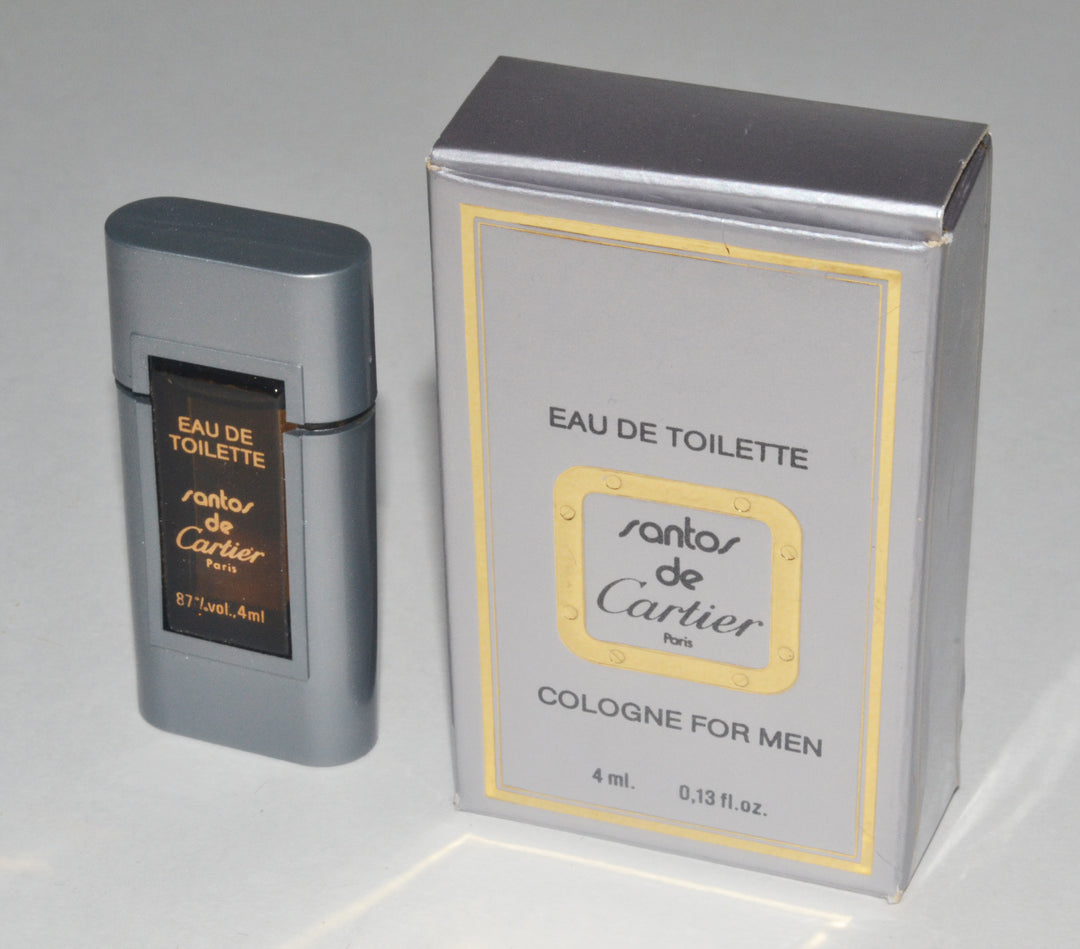 EAU DE
TOILETTE
santos
de
Cartier
Paris
87% vol., 4ml
EAU DE TOILETTE
santos
de
Cartier
Paris
COLOGNE FOR MEN
4 ml. 0,13 fl.oz.